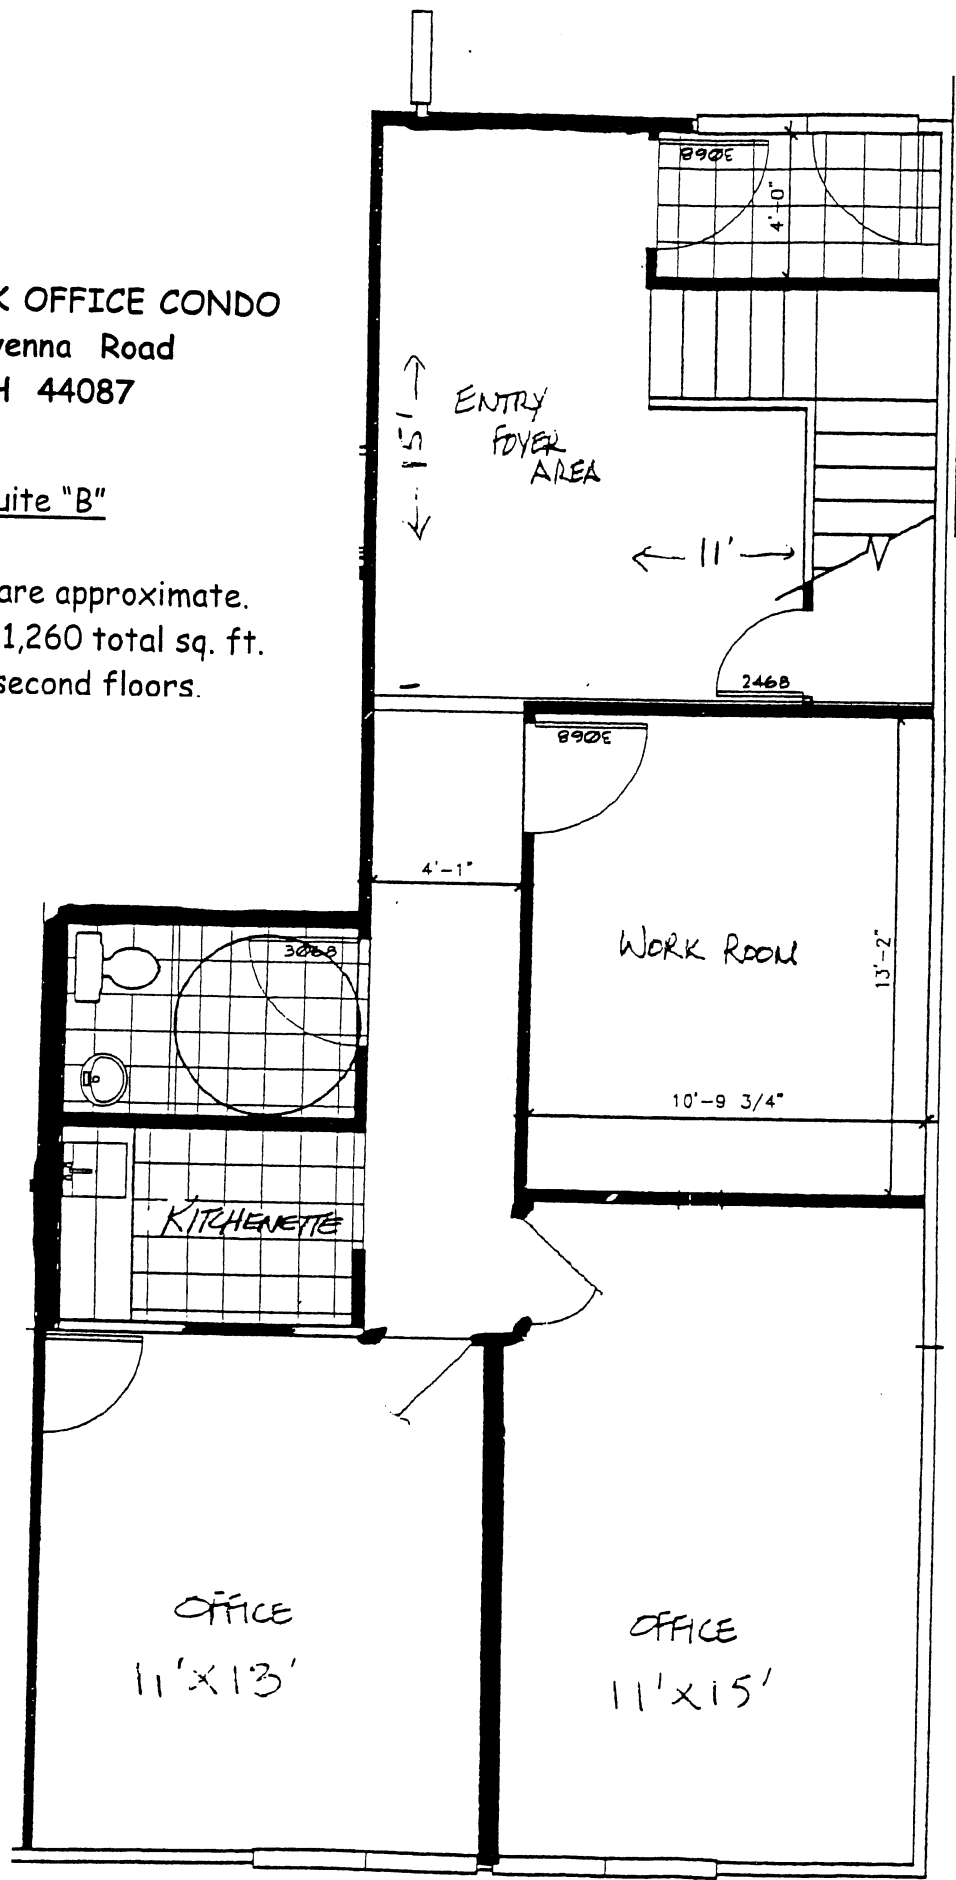 3068
4'-0"
K OFFICE CONDO
venna Road
H 44087
ENTRY
FOYER
AREA
15'
uite "B"
11'
are approximate.
1,260 total sq. ft.
second floors.
2468
3068
4'-1"
WORK ROOM
3068
13'-2"
10'-9 3/4"
KITCHENETTE
OFFICE
11'X13'
OFFICE
11'X15'